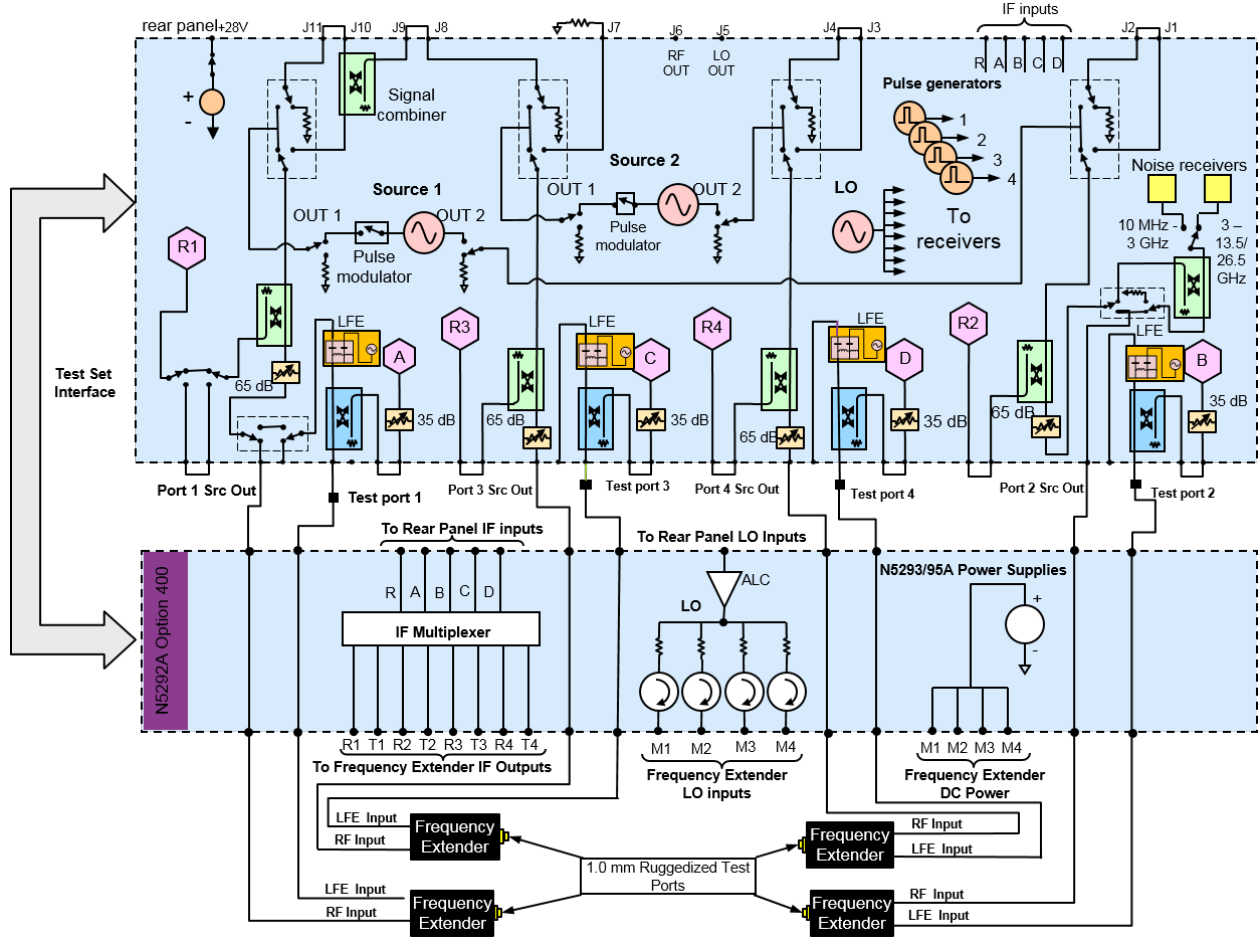 rear panel +28V
J11
J10
J9
J8
J7
J6
J5
J4
J3
IF inputs
J2
J1
RF
OUT
LO
OUT
R
A
B
C
D
+
-
Signal
combiner
Pulse generators
1
2
3
4
Noise receivers
10 MHz -
3 GHz
3 –
13.5/
26.5
GHz
Source 1
OUT 1
OUT 2
Pulse
modulator
Source 2
OUT 1
OUT 2
Pulse
modulator
LO
To
receivers
R1
R3
R4
R2
LFE
A
LFE
C
LFE
D
LFE
B
65 dB
35 dB
65 dB
35 dB
65 dB
35 dB
65 dB
35 dB
Test Set
Interface
Port 1 Src Out
Test port 1
Port 3 Src Out
Test port 3
Port 4 Src Out
Test port 4
Port 2 Src Out
Test port 2
To Rear Panel IF inputs
To Rear Panel LO Inputs
N5293/95A Power Supplies
N5292A Option 400
R
A
B
C
D
IF Multiplexer
ALC
LO
+
-
R1
T1
R2
T2
R3
T3
R4
T4
M1
M2
M3
M4
M1
M2
M3
M4
To Frequency Extender IF Outputs
Frequency Extender
LO inputs
Frequency Extender
DC Power
LFE Input
RF Input
Frequency
Extender
Frequency
Extender
RF Input
LFE Input
1.0 mm Ruggedized Test
Ports
LFE Input
RF Input
Frequency
Extender
Frequency
Extender
RF Input
LFE Input